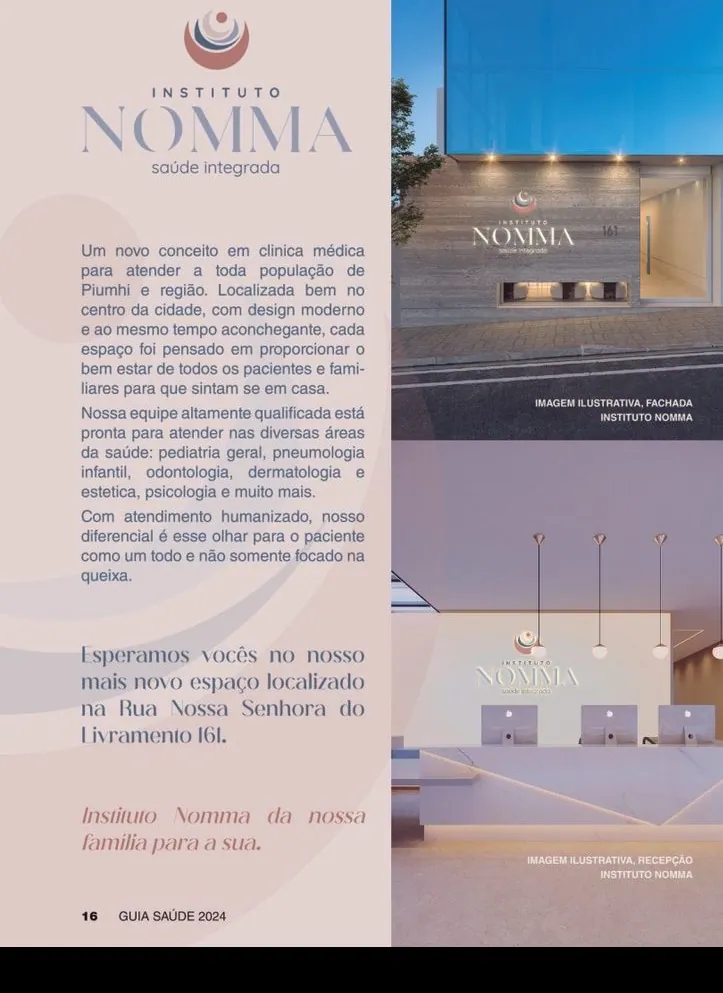 INSTITUTO
NOMMA
saúde integrada
Um novo conceito em clinica médica
para atender a toda população de
Piumhi e região. Localizada bem no
centro da cidade, com design moderno
e ao mesmo tempo aconchegante, cada
espaço foi pensado em proporcionar o
bem estar de todos os pacientes e fami-
liares para que sintam se em casa.
Nossa equipe altamente qualificada está
pronta para atender nas diversas áreas
da saúde: pediatria geral, pneumologia
infantil, odontologia, dermatologia e
estetica, psicologia e muito mais.
Com atendimento humanizado, nosso
diferencial é esse olhar para o paciente
como um todo e não somente focado na
queixa.
Esperamos vocês no nosso
mais novo espaço localizado
na Rua Nossa Senhora do
Livramento 161.
Instituto Nomma da nossa
família para a sua.
16 GUIA SAÚDE 2024
INSTITUTO
NOMMA
saúde integrada
161
IMAGEM ILUSTRATIVA, FACHADA
INSTITUTO NOMMA
INSTITUTO
NOMMA
saúde integrada
IMAGEM ILUSTRATIVA, RECEPÇÃO
INSTITUTO NOMMA